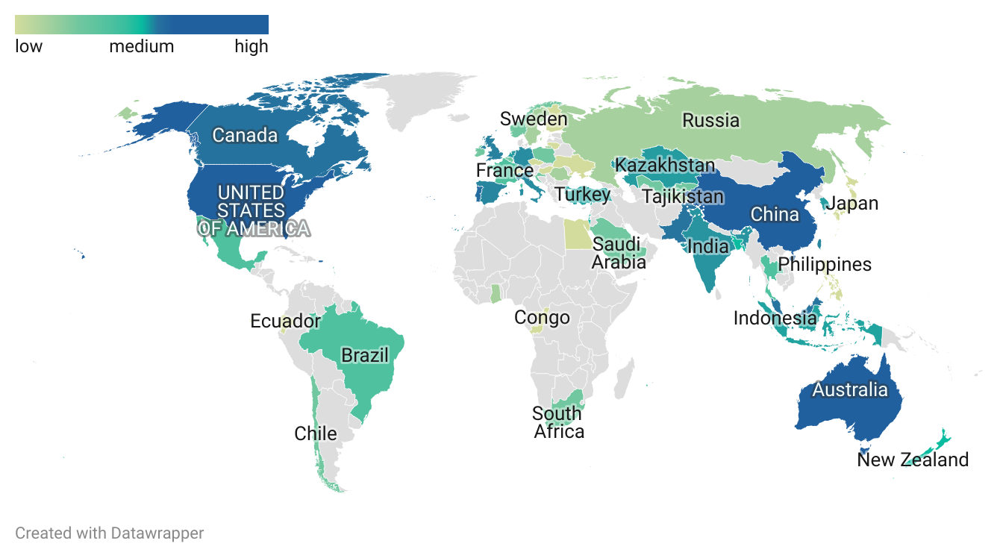 low medium high
Sweden
Russia
Canada
France
Kazakhstan
UNITED
STATES
OF AMERICA
Turkey
Tajikistan
Japan
China
India
Saudi
Arabia
Philippines
Ecuador
Congo
Indonesia
Brazil
Australia
South
Africa
Chile
New Zealand
Created with Datawrapper